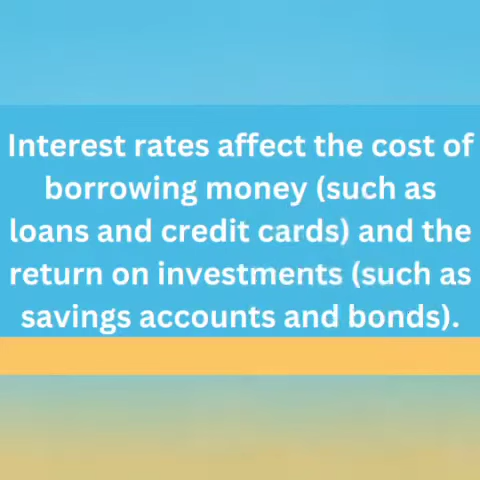 Interest rates affect the cost of
borrowing money (such as
loans and credit cards) and the
return on investments (such as
savings accounts and bonds).